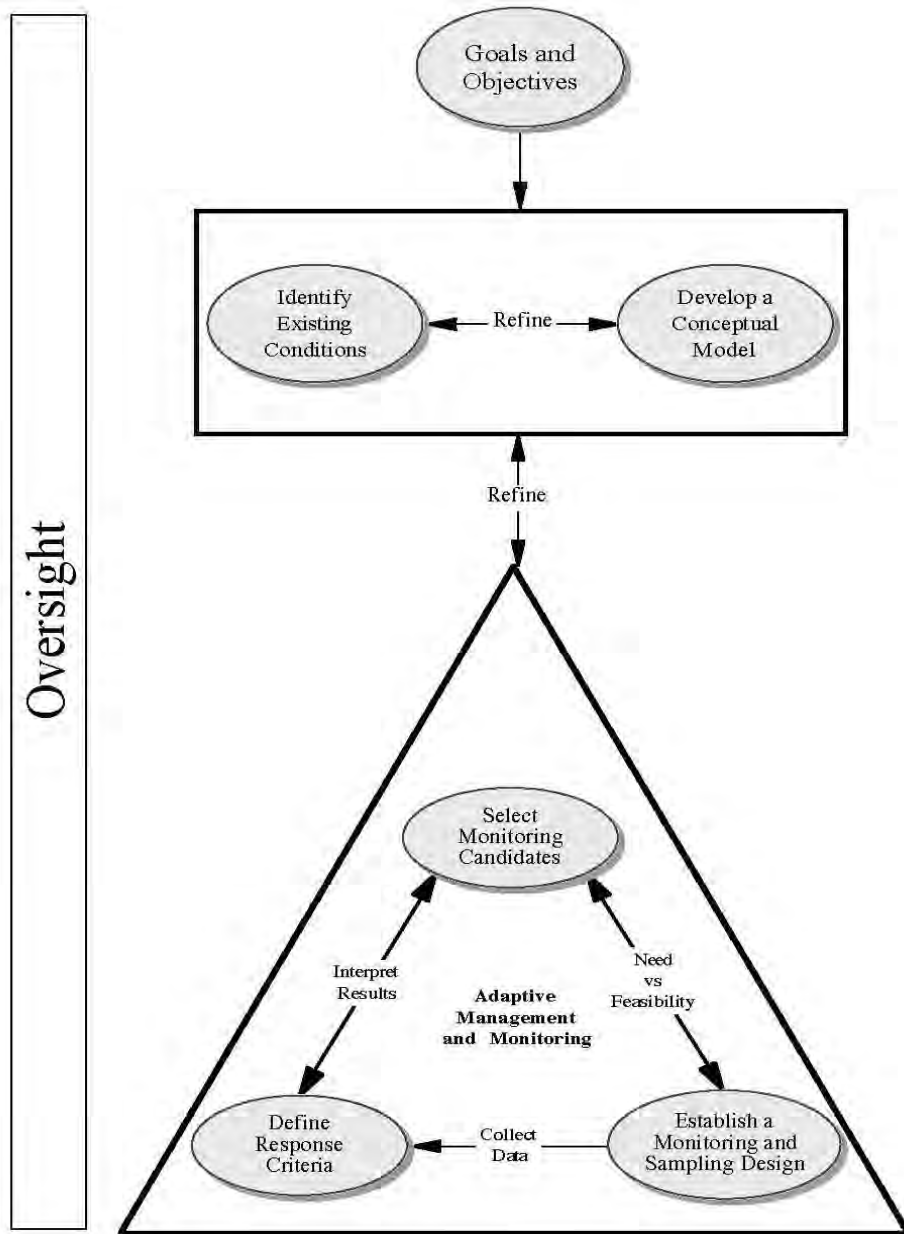 Oversight
Goals and
Objectives
Identify
Existing
Conditions
Refine
Develop a
Conceptual
Model
Refine
Select
Monitoring
Candidates
Interpret
Results
Need
vs
Feasibility
Adaptive
Management
and Monitoring
Define
Response
Criteria
Collect
Data
Establish a
Monitoring and
Sampling Design